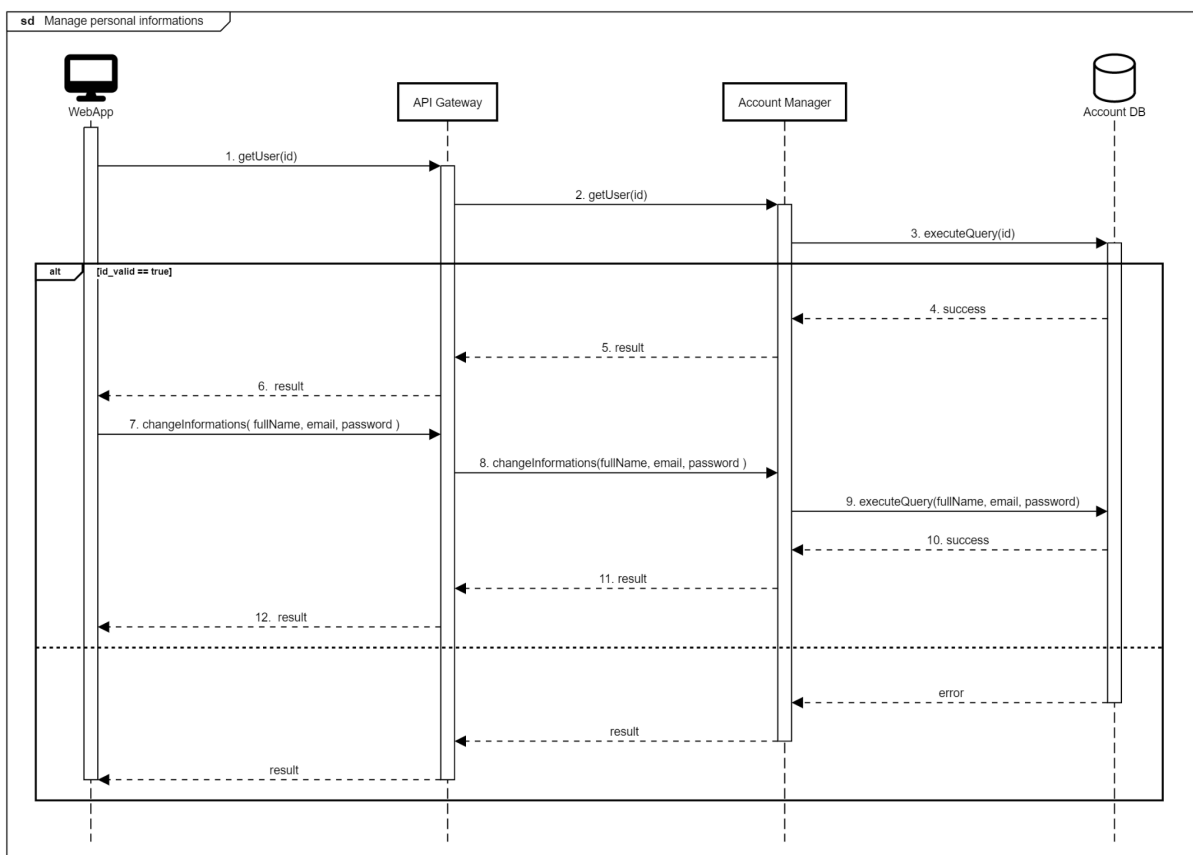 sd Manage personal informations
WebApp
API Gateway
Account Manager
Account DB
1. getUser(id)
2. getUser(id)
3. executeQuery(id)
alt [id_valid == true]
4. success
5. result
6. result
7. changeInformations( fullName, email, password )
8. changeInformations(fullName, email, password )
9. executeQuery(fullName, email, password)
10. success
11. result
12. result
error
result
result